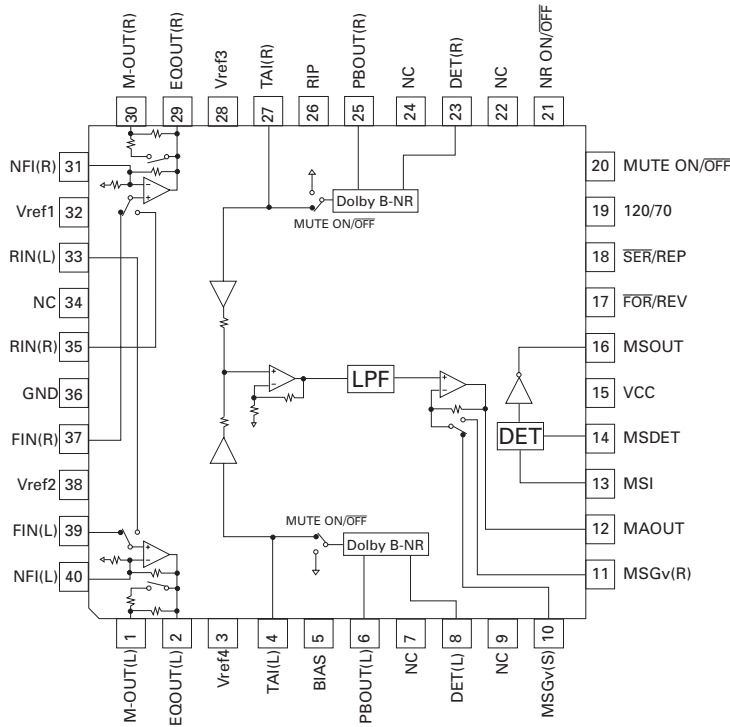 M-OUT(R)
EQOUT(R)
Vref3
TAI(R)
RIP
PBOUT(R)
NC
DET(R)
NC
NR ON/OFF
30
29
28
27
26
25
24
23
22
21
NFI(R) 31
Vref1 32
RIN(L) 33
NC 34
RIN(R) 35
GND 36
FIN(R) 37
Vref2 38
FIN(L) 39
NFI(L) 40
Dolby B-NR
MUTE ON/OFF
LPF
DET
MUTE ON/OFF
Dolby B-NR
20 MUTE ON/OFF
19 120/70
18 SER/REP
17 FOR/REV
16 MSOUT
15 VCC
14 MSDET
13 MSI
12 MAOUT
11 MSGv(R)
1
2
3
4
5
6
7
8
9
10
M-OUT(L)
EQOUT(L)
Vref4
TAI(L)
BIAS
PBOUT(L)
NC
DET(L)
NC
MSGv(S)